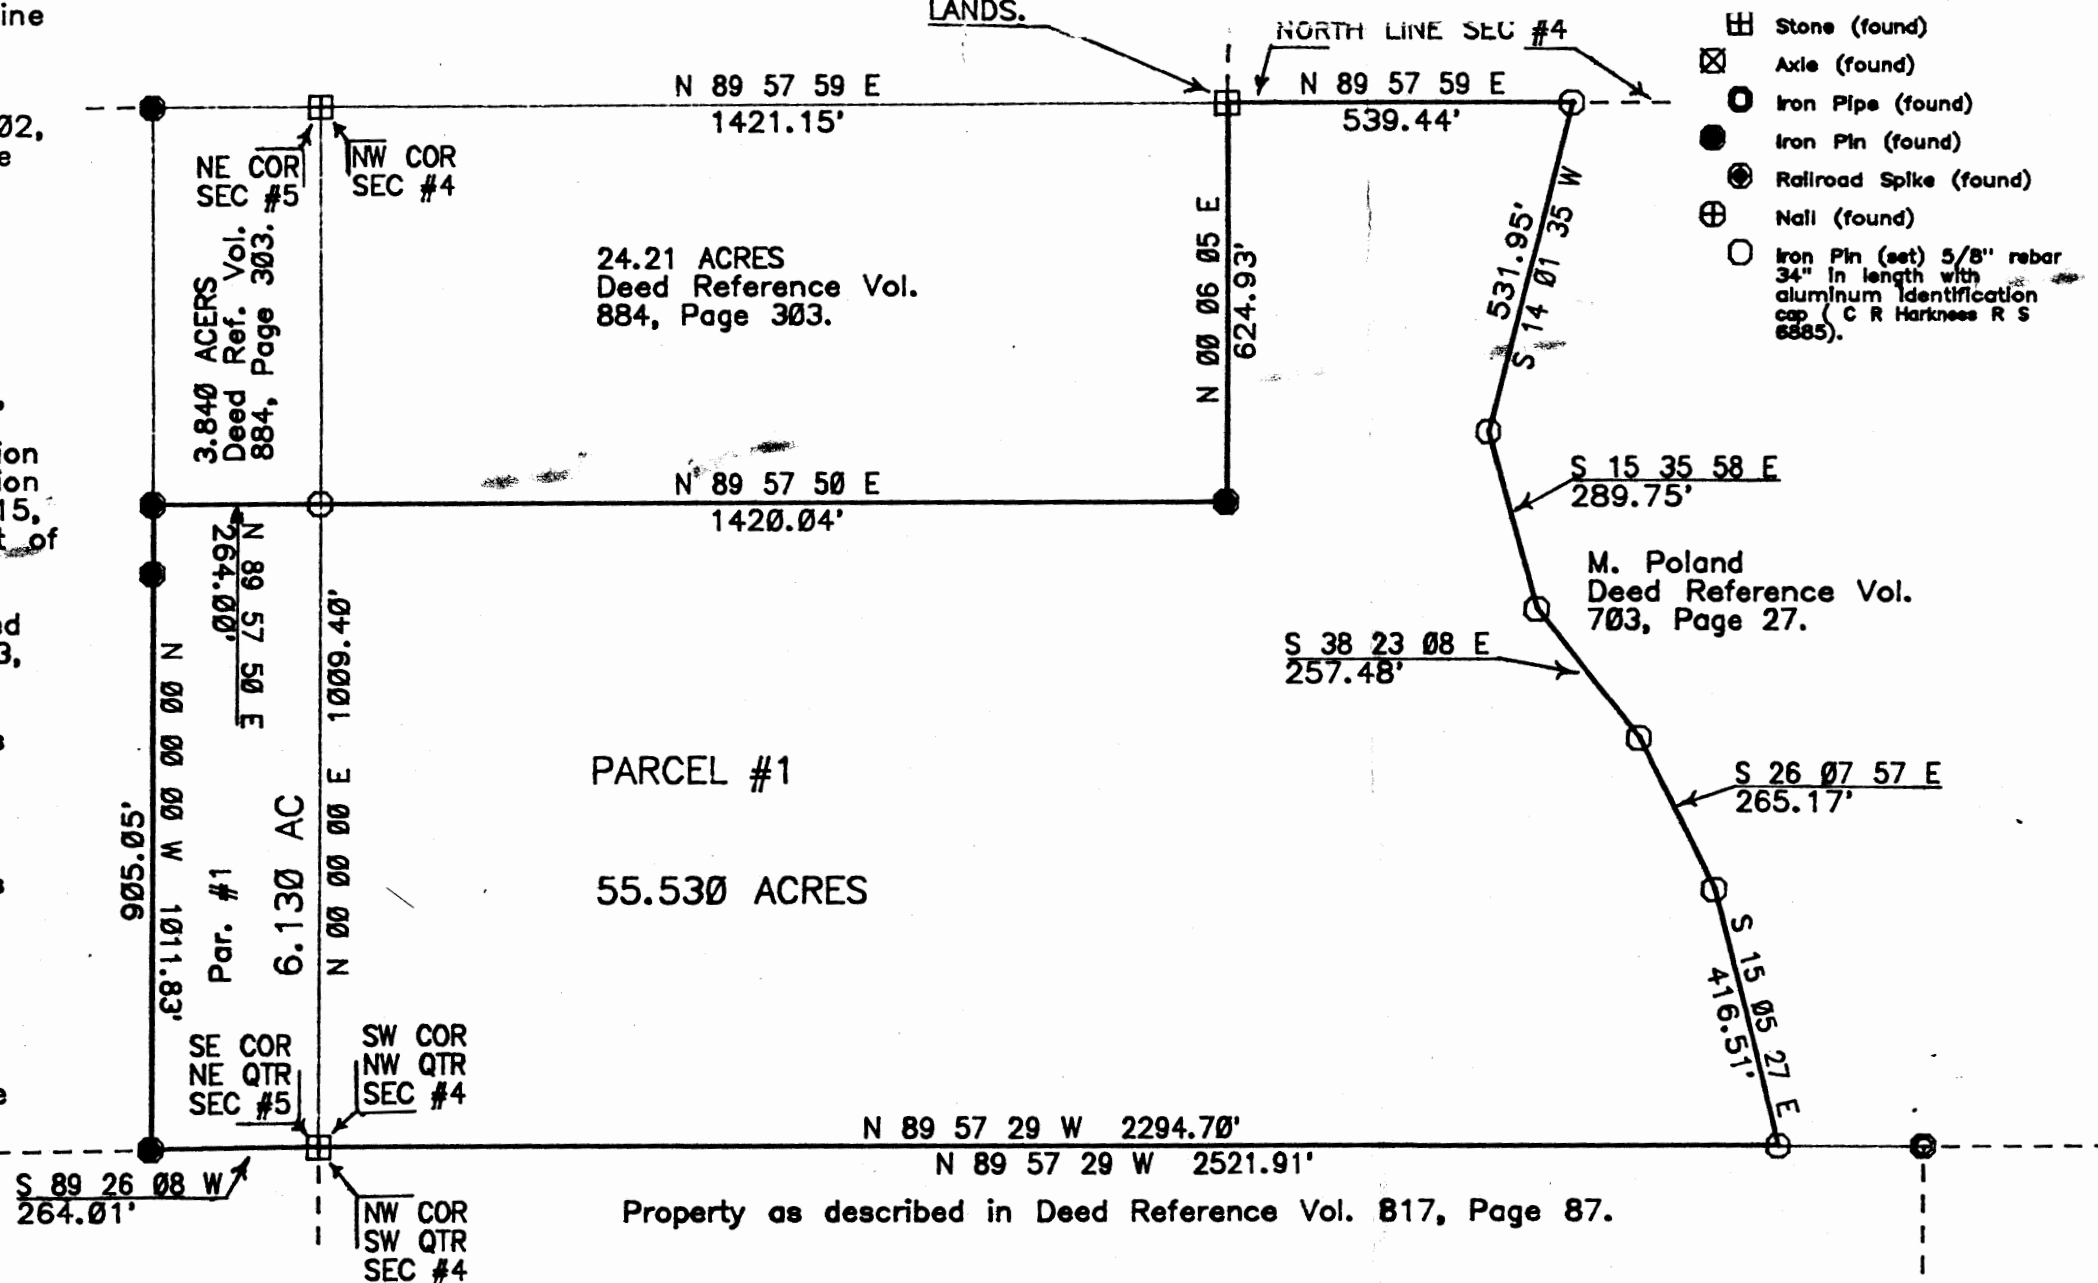 ine
02,
e
ion
ion
15,
t of
ed
3,
s
s
e
LANDS.
NORTH LINE SEC #4
N 89 57 59 E
1421.15'
N 89 57 59 E
539.44'
NE COR
SEC #5
NW COR
SEC #4
3.840 ACERS
Deed Ref. Vol.
884, Page 303.
24.21 ACRES
Deed Reference Vol.
884, Page 303.
N 00 06 05 E
624.93'
531.95'
S 14 01 35 W
Stone (found)
Axle (found)
Iron Pipe (found)
Iron Pin (found)
Railroad Spike (found)
Nail (found)
Iron Pin (set) 5/8" rebar
34" in length with
aluminum identification
cap ( C R Harkness R S
6885).
N 89 57 50 E
1420.04'
N 89 57 50 E
264.00'
S 15 35 58 E
289.75'
M. Poland
Deed Reference Vol.
703, Page 27.
S 38 23 08 E
257.48'
S 26 07 57 E
265.17'
S 15 05 27 E
416.51'
905.05'
N 00 00 00 W 1011.83'
Par. #1
6.130 AC
N 00 00 00 E 1009.40'
PARCEL #1
55.530 ACRES
SE COR
NE QTR
SEC #5
SW COR
NW QTR
SEC #4
N 89 57 29 W 2294.70'
N 89 57 29 W 2521.91'
S 89 26 08 W
264.01'
NW COR
SW QTR
SEC #4
Property as described in Deed Reference Vol. 817, Page 87.